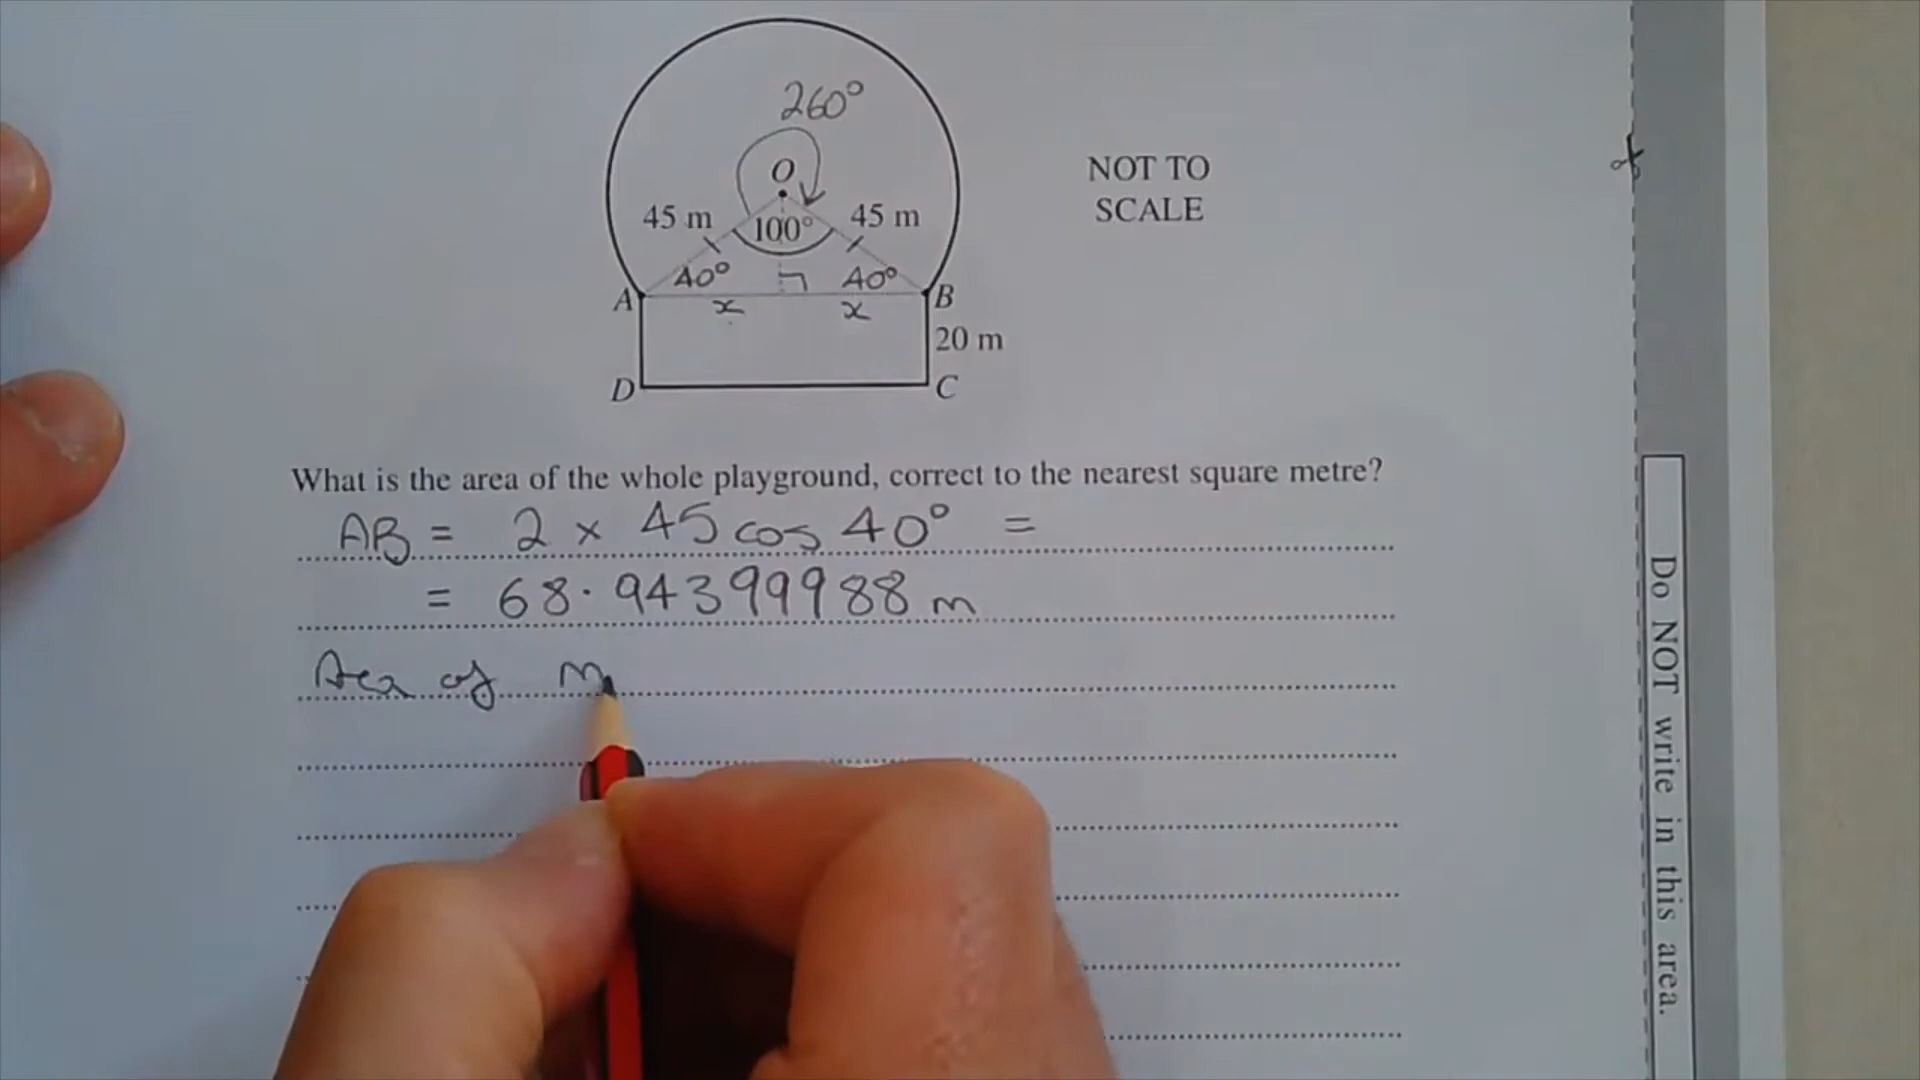 260°
O
45 m
100°
45 m
40°
40°
A
x
x
B
20 m
D
C
NOT TO
SCALE
What is the area of the whole playground, correct to the nearest square metre?
AB = 2 × 45 cos 40° =
= 68.94399988 m
Area of m
Do NOT write in this area.